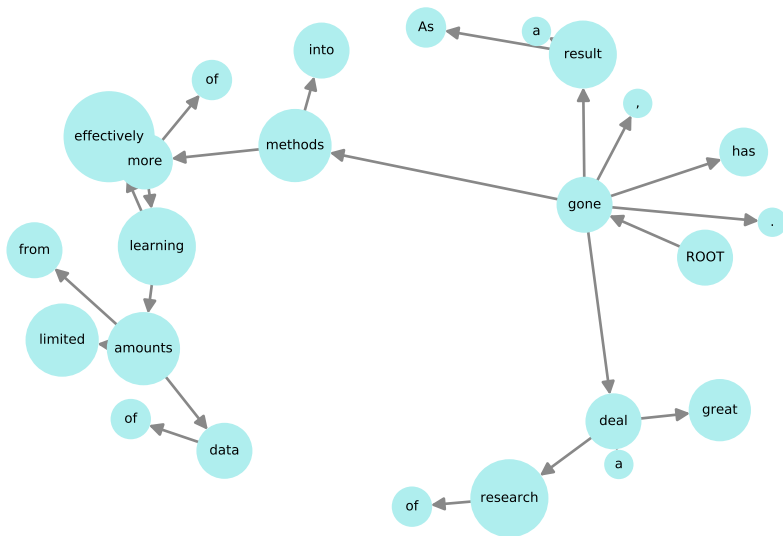 As
a
result
into
of
,
effectively
more
methods
has
gone
.
from
learning
ROOT
limited
amounts
of
data
deal
great
a
research
of